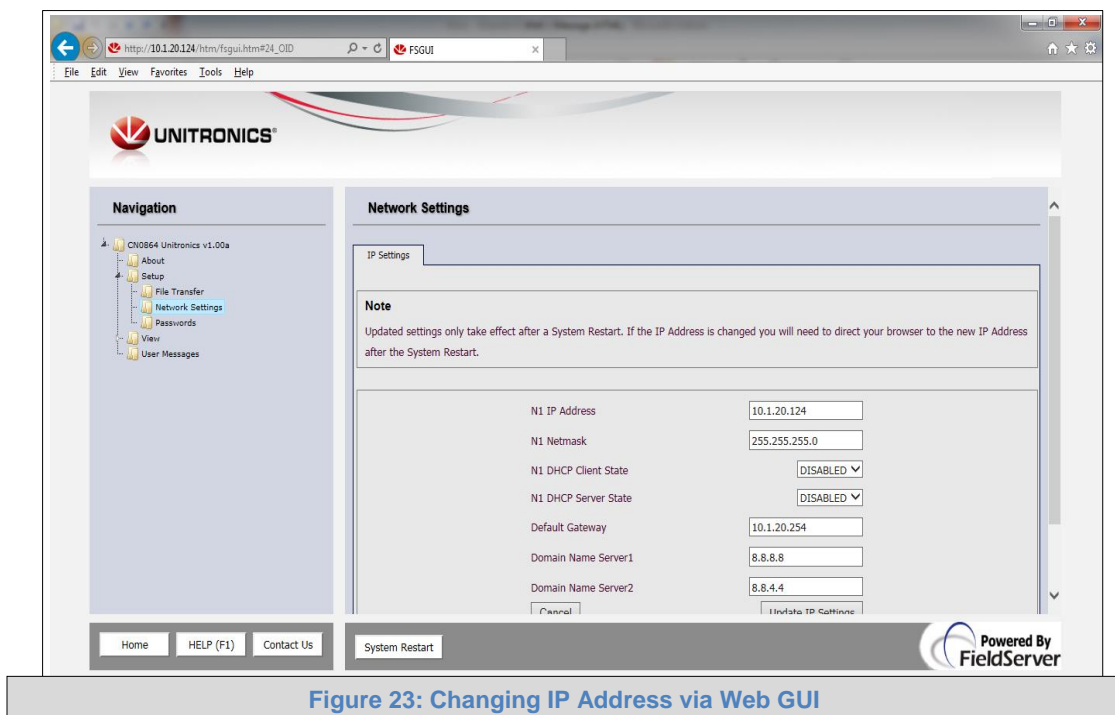 http://10.1.20.124/htm/fsgui.htm#24_OID
FSGUI
File Edit View Favorites Tools Help
UNITRONICS®
Navigation
CN0864 Unitronics v1.00a
About
Setup
File Transfer
Network Settings
Passwords
View
User Messages
Network Settings
IP Settings
Note
Updated settings only take effect after a System Restart. If the IP Address is changed you will need to direct your browser to the new IP Address
after the System Restart.
N1 IP Address 10.1.20.124
N1 Netmask 255.255.255.0
N1 DHCP Client State DISABLED
N1 DHCP Server State DISABLED
Default Gateway 10.1.20.254
Domain Name Server1 8.8.8.8
Domain Name Server2 8.8.4.4
Cancel Update IP Settings
Home HELP (F1) Contact Us System Restart
Powered By
FieldServer
Figure 23: Changing IP Address via Web GUI